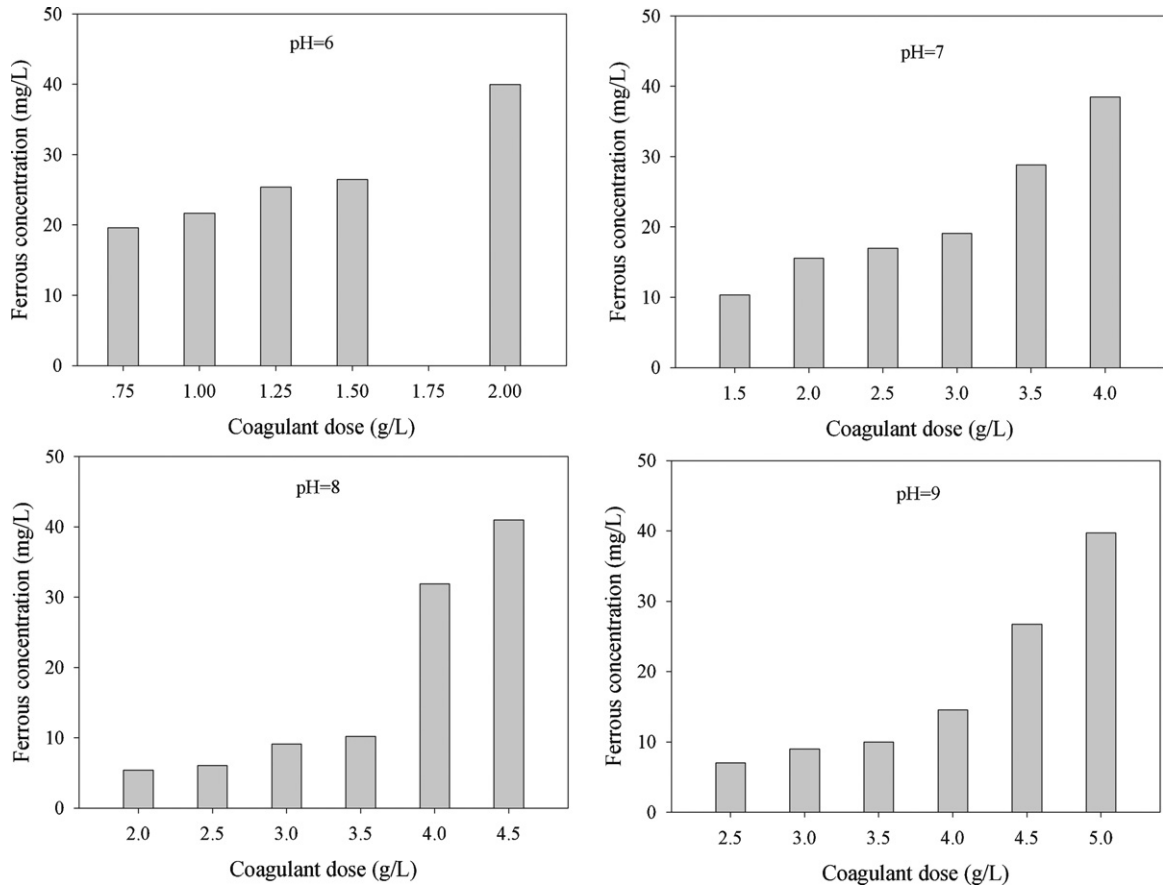 pH=6
Ferrous concentration (mg/L)
50
40
30
20
10
0
.75 1.00 1.25 1.50 1.75 2.00
Coagulant dose (g/L)
pH=7
Ferrous concentration (mg/L)
50
40
30
20
10
0
1.5 2.0 2.5 3.0 3.5 4.0
Coagulant dose (g/L)
pH=8
Ferrous concentration (mg/L)
50
40
30
20
10
0
2.0 2.5 3.0 3.5 4.0 4.5
Coagulant dose (g/L)
pH=9
Ferrous concentration (mg/L)
50
40
30
20
10
0
2.5 3.0 3.5 4.0 4.5 5.0
Coagulant dose (g/L)